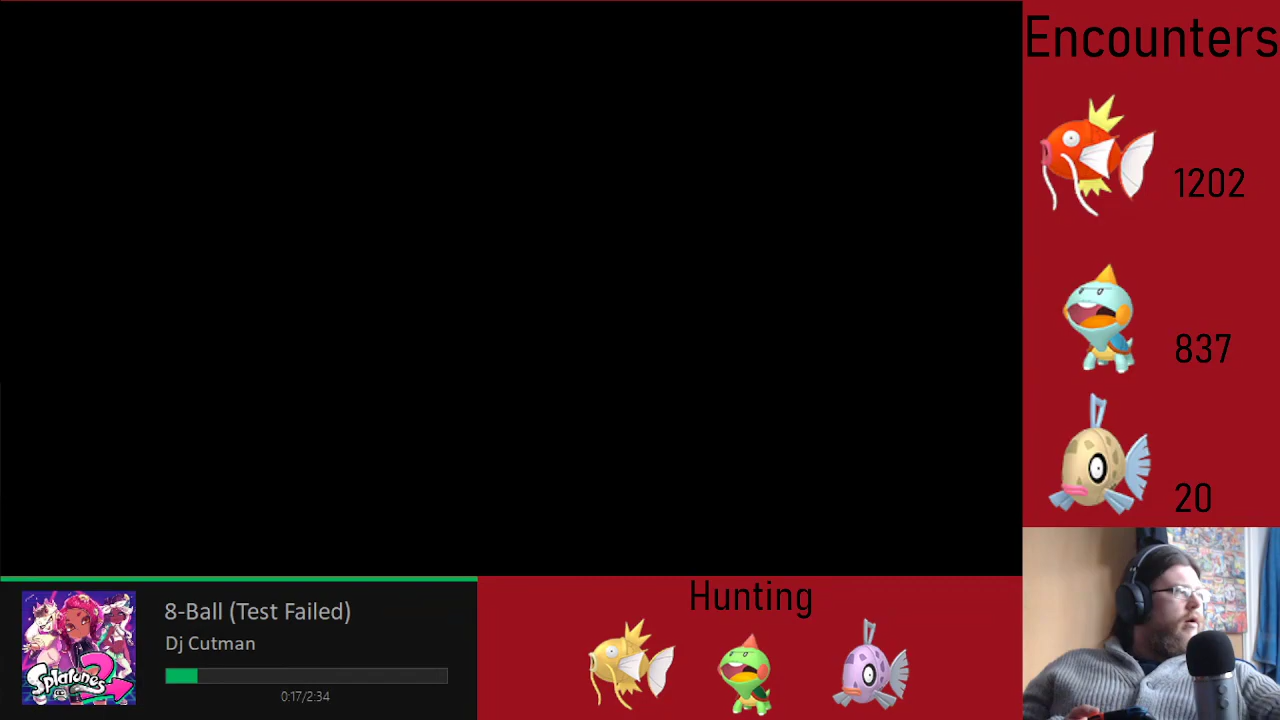 Encounters
1202
837
20
8-Ball (Test Failed)
Dj Cutman
0:17/2:34
Splatunes 2
Hunting